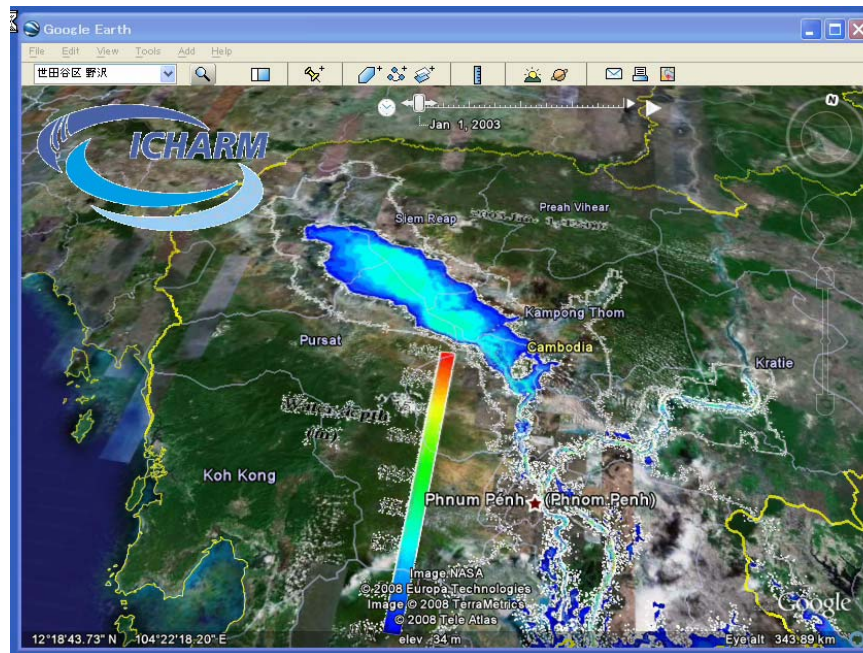 Google Earth
File Edit View Tools Add Help
世田谷区 野沢
Jan 1, 2003
ICHARM
N
Siem Reap
Preah Vihear
Kampong Thom
Pursat
Cambodia
Kratie
Koh Kong
Phnum Pénh
(Phnom Penh)
Image NASA
© 2008 Europa Technologies
Image © 2008 TerraMetrics
© 2008 Tele Atlas
Google
12°18'43.73" N 104°22'18.20" E elev 34 m Eye alt 343.89 km